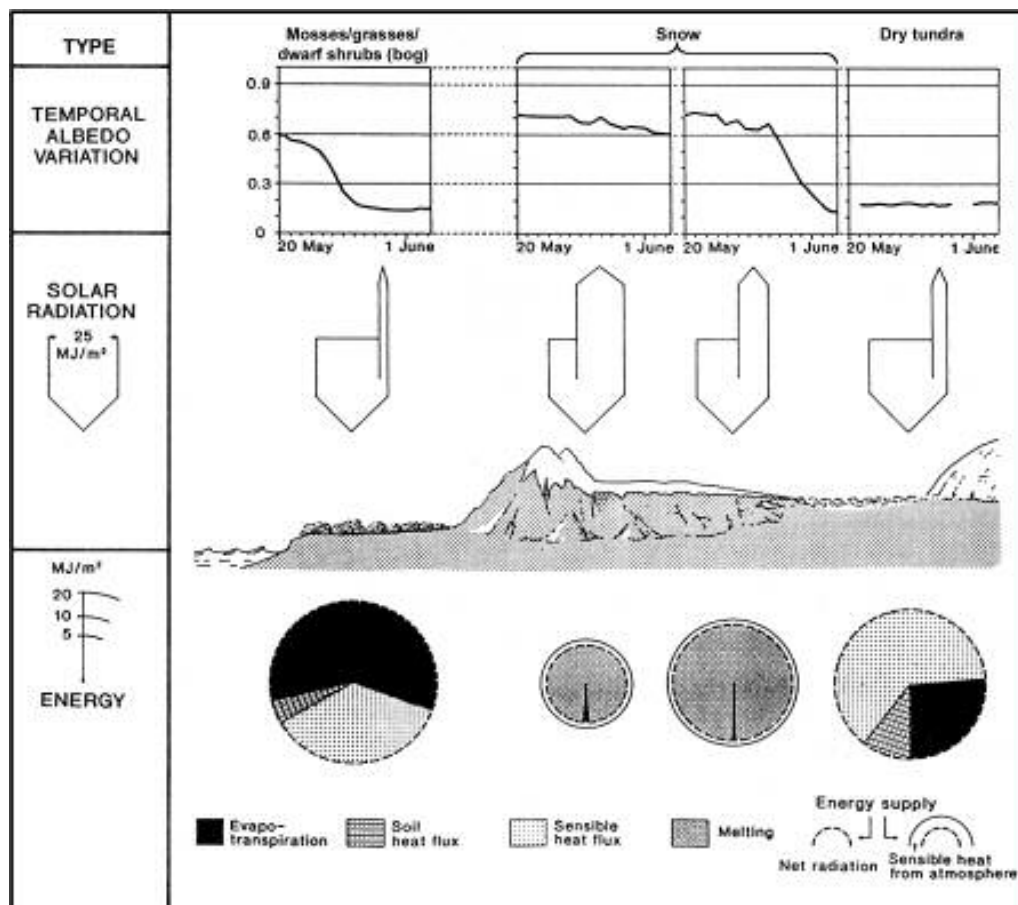 TYPE
Mosses/grasses/
dwarf shrubs (bog)
Snow
Dry tundra
TEMPORAL
ALBEDO
VARIATION
0.9
0.6
0.3
0
20 May
1 June
20 May
1 June
20 May
1 June
20 May
1 June
SOLAR
RADIATION
25
MJ/m²
MJ/m²
20
10
5
ENERGY
Evapo-
transpiration
Soil
heat flux
Sensible
heat flux
Melting
Energy supply
Net radiation
Sensible heat
from atmosphere